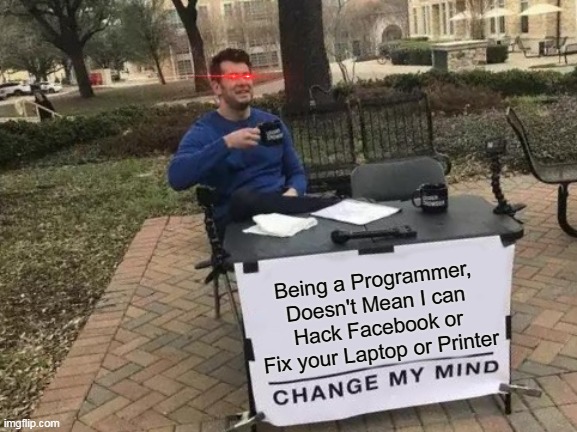 Being a Programmer,
Doesn't Mean I can
Hack Facebook or
Fix your Laptop or Printer
CHANGE MY MIND
imgflip.com